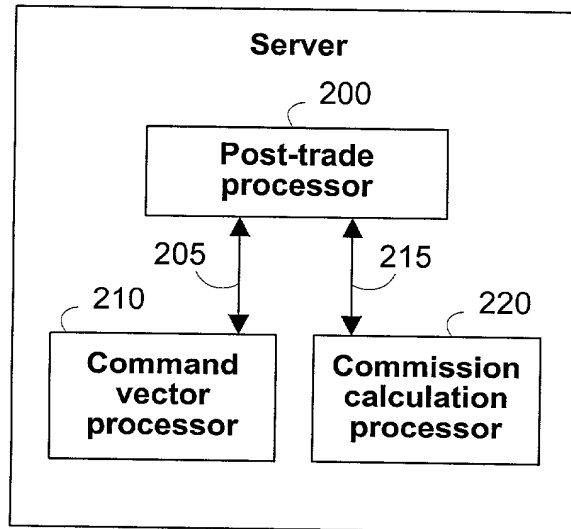 Server
200
Post-trade
processor
205
215
210
220
Command
vector
processor
Commission
calculation
processor